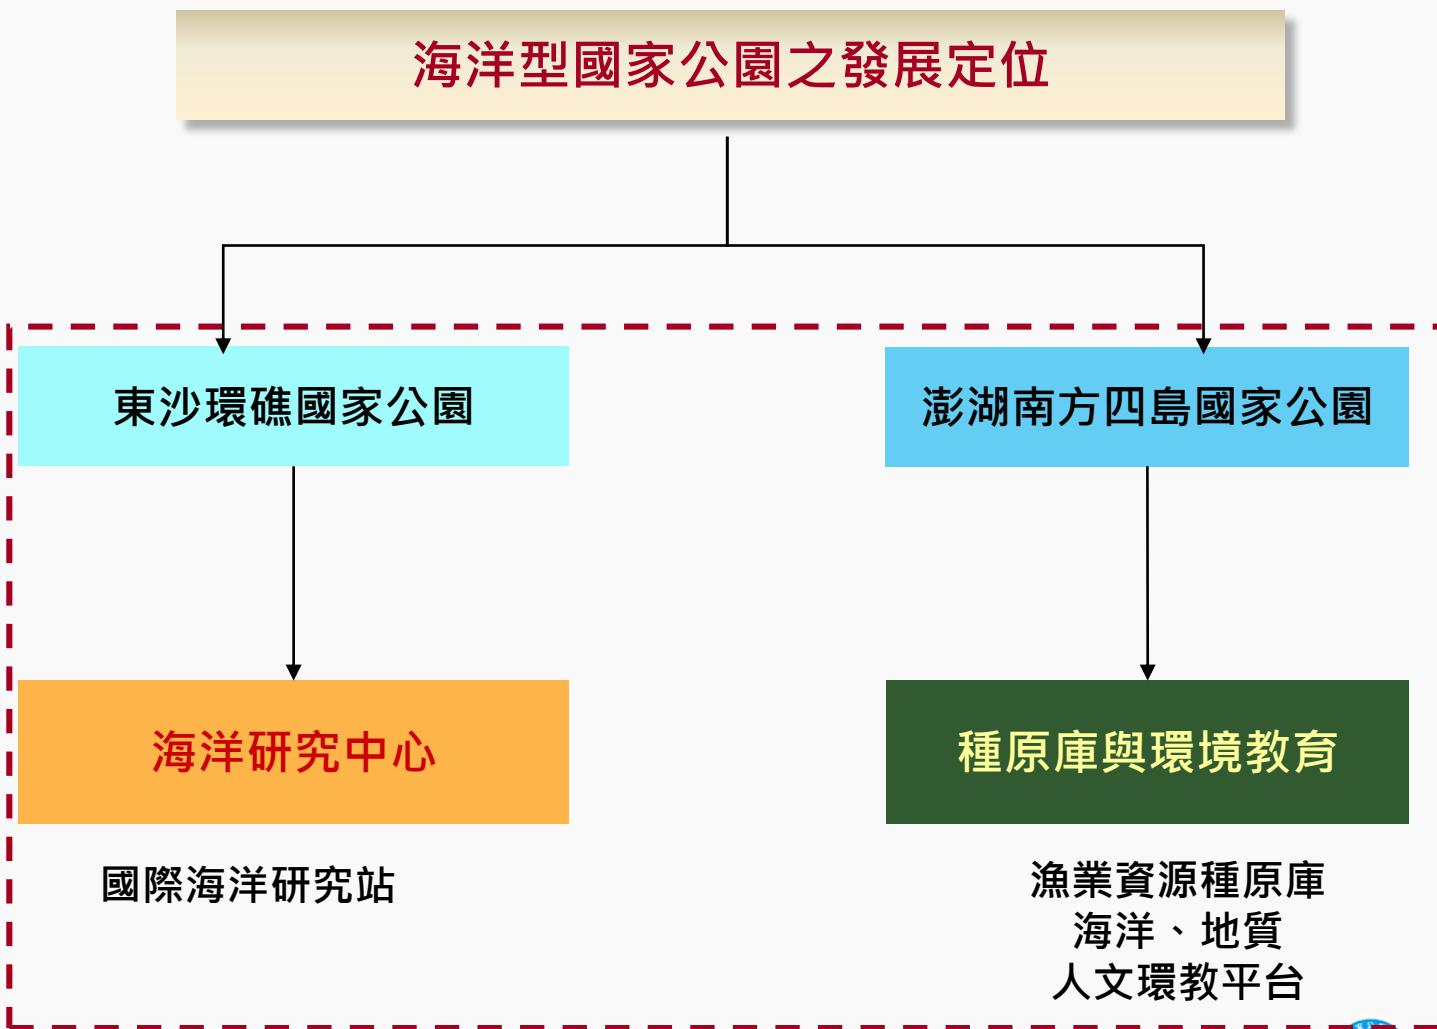 海洋型國家公園之發展定位
東沙環礁國家公園
澎湖南方四島國家公園
海洋研究中心
種原庫與環境教育
國際海洋研究站
漁業資源種原庫
海洋、地質
人文環教平台